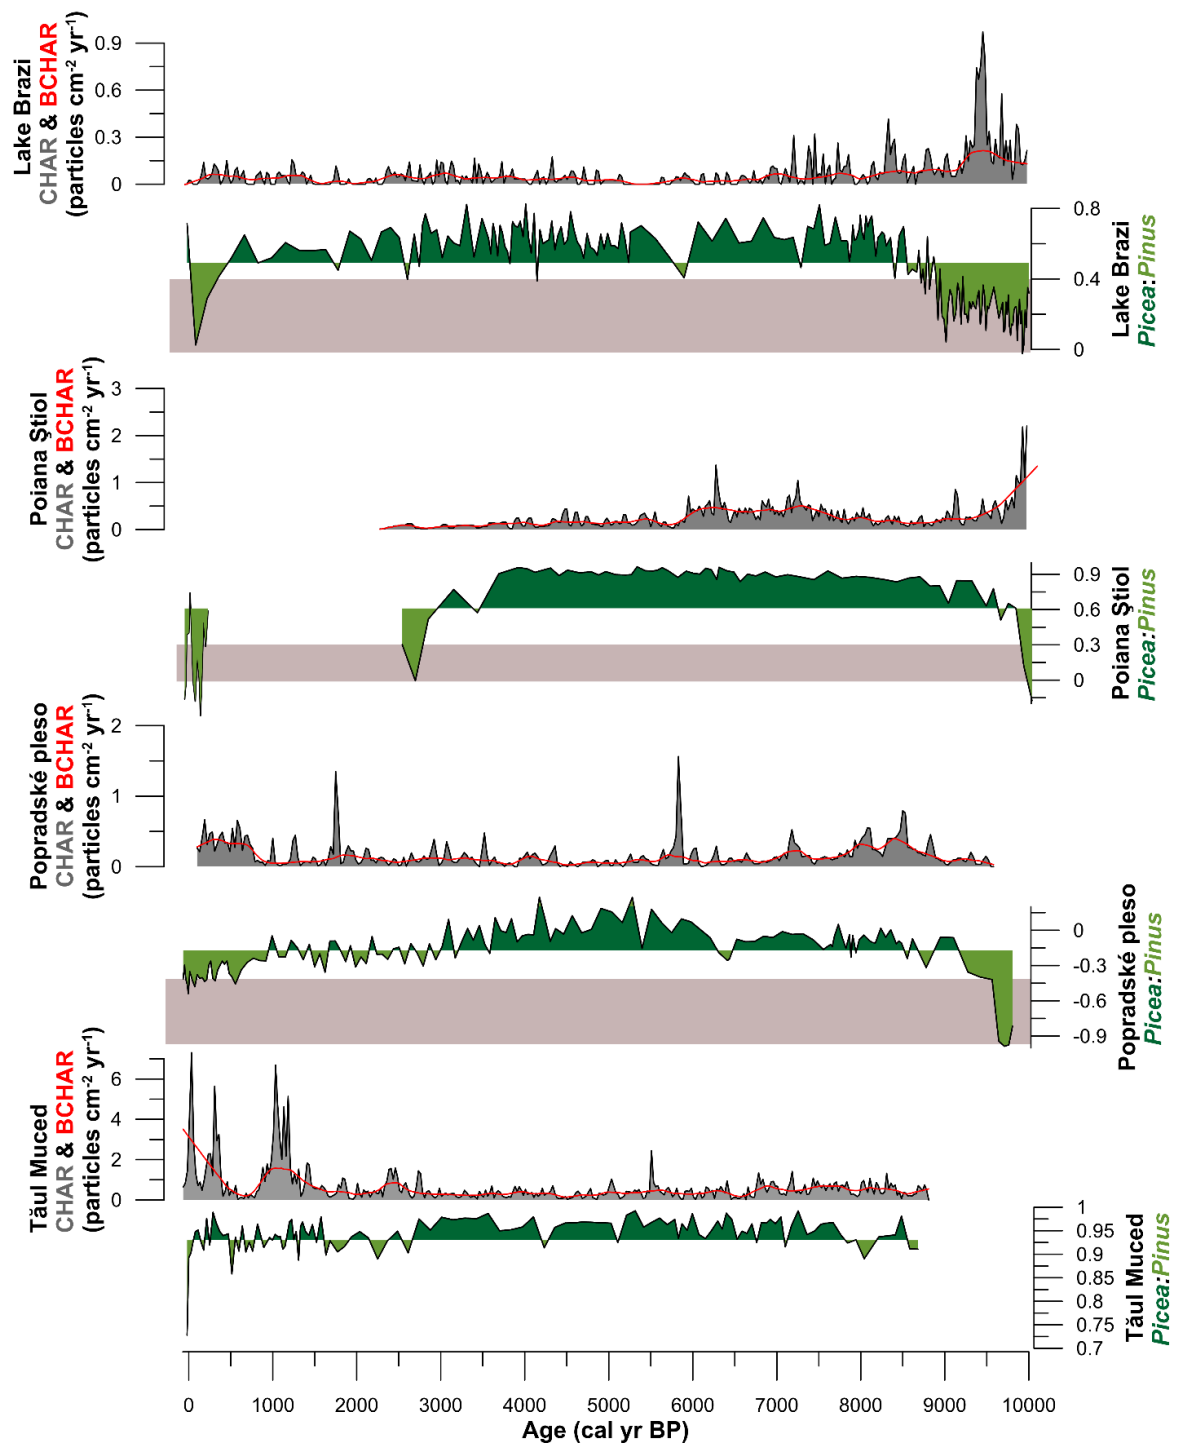 Lake Brazi
CHAR & BCHAR
(particles cm-2 yr-1)
0.9
0.6
0.3
0
0.8
0.4
0
Lake Brazi
Picea:Pinus
Poiana Ştiol
CHAR & BCHAR
(particles cm-2 yr-1)
3
2
1
0
0.9
0.6
0.3
0
Poiana Ştiol
Picea:Pinus
Popradské pleso
CHAR & BCHAR
(particles cm-2 yr-1)
2
1
0
0
-0.3
-0.6
-0.9
Popradské pleso
Picea:Pinus
Tăul Muced
CHAR & BCHAR
(particles cm-2 yr-1)
6
4
2
0
1
0.95
0.9
0.85
0.8
0.75
0.7
Tăul Muced
Picea:Pinus
0 1000 2000 3000 4000 5000 6000 7000 8000 9000 10000
Age (cal yr BP)